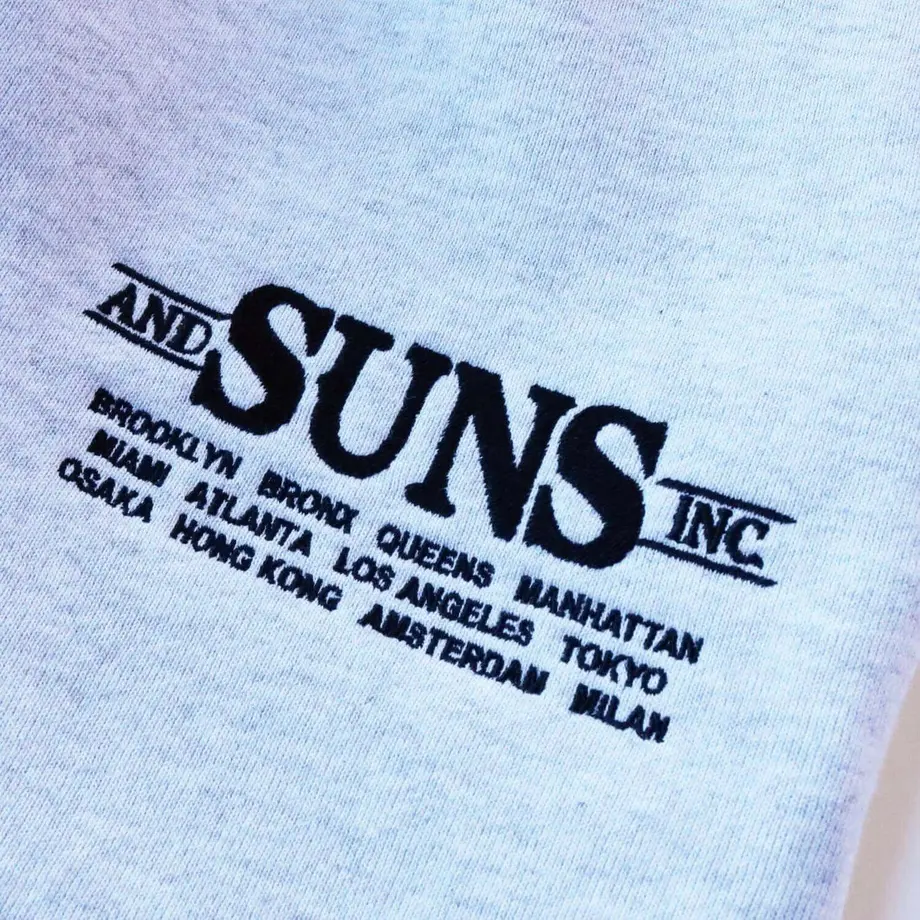 AND SUNS INC.
BROOKLYN BRONX QUEENS MANHATTAN
MIAMI ATLANTA LOS ANGELES TOKYO
OSAKA HONG KONG AMSTERDAM MILAN